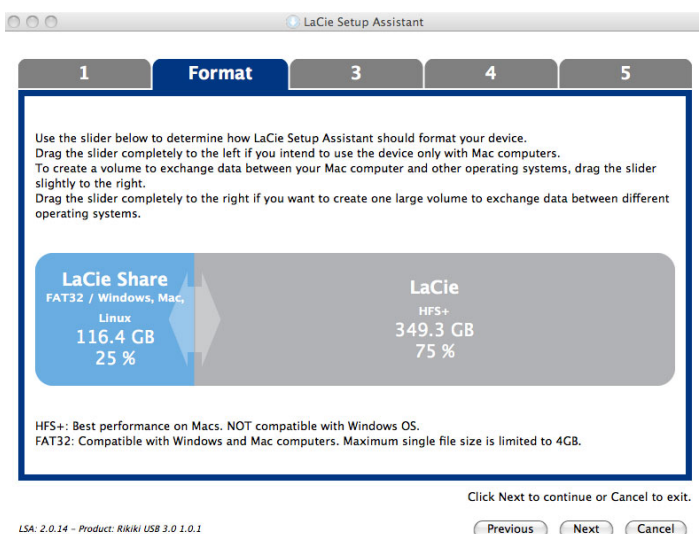 LaCie Setup Assistant
1 Format 3 4 5
Use the slider below to determine how LaCie Setup Assistant should format your device.
Drag the slider completely to the left if you intend to use the device only with Mac computers.
To create a volume to exchange data between your Mac computer and other operating systems, drag the slider
slightly to the right.
Drag the slider completely to the right if you want to create one large volume to exchange data between different
operating systems.
LaCie Share
FAT32 / Windows, Mac,
Linux
116.4 GB
25 %
LaCie
HFS+
349.3 GB
75 %
HFS+: Best performance on Macs. NOT compatible with Windows OS.
FAT32: Compatible with Windows and Mac computers. Maximum single file size is limited to 4GB.
Click Next to continue or Cancel to exit.
LSA: 2.0.14 – Product: Rikiki USB 3.0 1.0.1
Previous Next Cancel